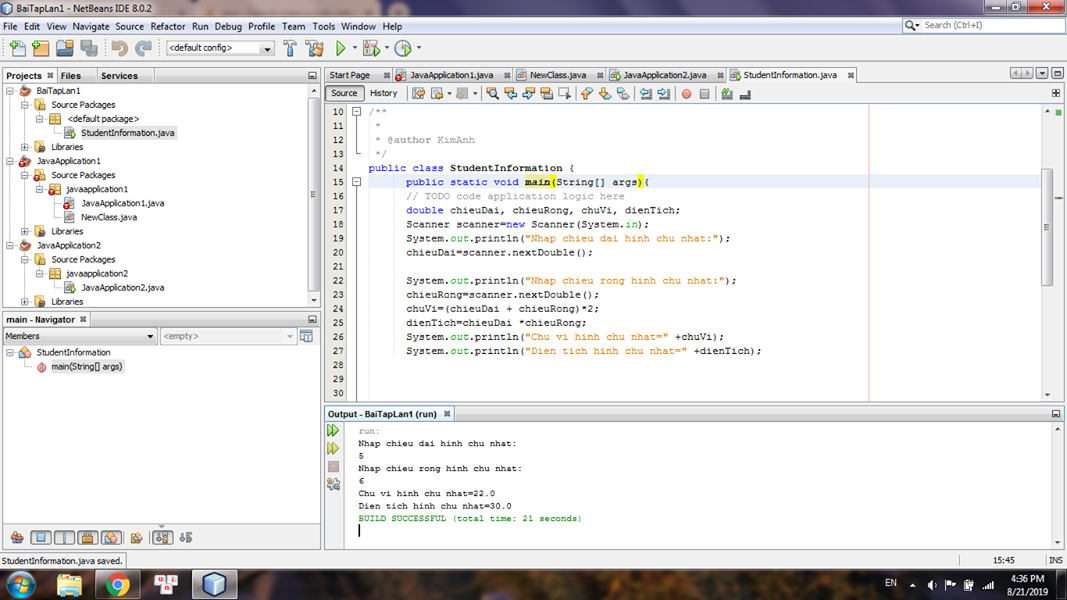 BaiTapLan1 - NetBeans IDE 8.0.2
File Edit View Navigate Source Refactor Run Debug Profile Team Tools Window Help
Search (Ctrl+I)
<default config>
Projects Files Services
BaiTapLan1
Source Packages
<default package>
StudentInformation.java
Libraries
JavaApplication1
Source Packages
javaapplication1
JavaApplication1.java
NewClass.java
Libraries
JavaApplication2
Source Packages
javaapplication2
JavaApplication2.java
Libraries
main - Navigator
Members <empty>
StudentInformation
main(String[] args)
Start Page JavaApplication1.java NewClass.java JavaApplication2.java StudentInformation.java
Source History
10 /**
11 *
12 * @author KimAnh
13 */
14 public class StudentInformation {
15 public static void main(String[] args){
16 // TODO code application logic here
17 double chieuDai, chieuRong, chuVi, dienTich;
18 Scanner scanner=new Scanner(System.in);
19 System.out.println("Nhap chieu dai hinh chu nhat:");
20 chieuDai=scanner.nextDouble();
21
22 System.out.println("Nhap chieu rong hinh chu nhat:");
23 chieuRong=scanner.nextDouble();
24 chuVi=(chieuDai + chieuRong)*2;
25 dienTich=chieuDai *chieuRong;
26 System.out.println("Chu vi hinh chu nhat=" +chuVi);
27 System.out.println("Dien tich hinh chu nhat=" +dienTich);
28
29
30
Output - BaiTapLan1 (run)
run:
Nhap chieu dai hinh chu nhat:
5
Nhap chieu rong hinh chu nhat:
6
Chu vi hinh chu nhat=22.0
Dien tich hinh chu nhat=30.0
BUILD SUCCESSFUL (total time: 21 seconds)
StudentInformation.java saved.
15:45 INS
EN
4:36 PM
8/21/2019